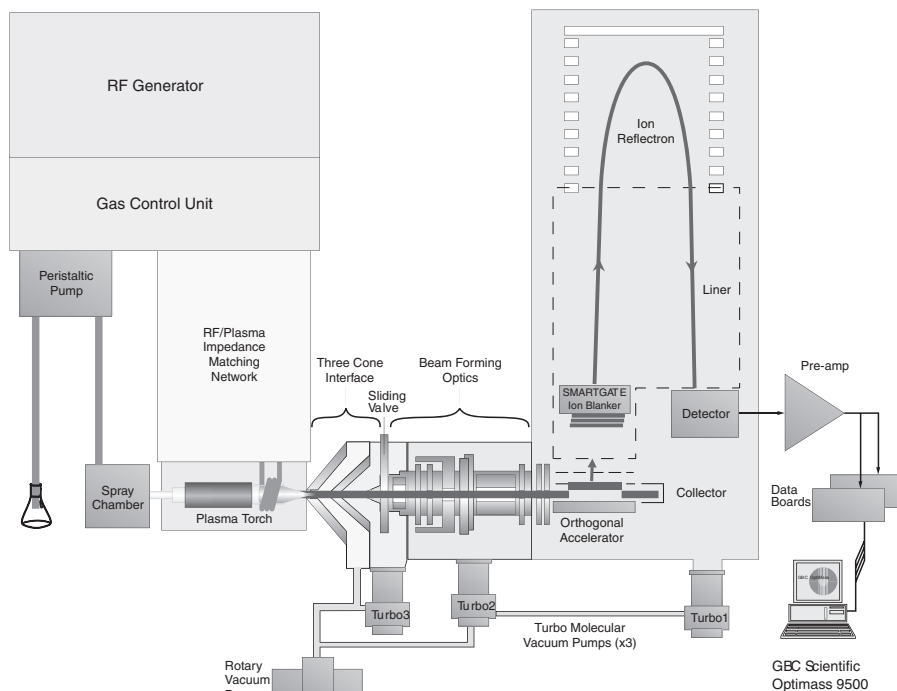 RF Generator
Gas Control Unit
Peristaltic
Pump
RF/Plasma
Impedance
Matching
Network
Three Cone
Interface
Sliding
Valve
Beam Forming
Optics
Ion
Reflectron
Liner
SMARTGATE
Ion Blanker
Detector
Pre-amp
Spray
Chamber
Plasma Torch
Orthogonal
Accelerator
Collector
Data
Boards
GBC OptiMass
Turbo3
Turbo2
Turbo1
Turbo Molecular
Vacuum Pumps (x3)
Rotary
Vacuum
GBC Scientific
Optimass 9500